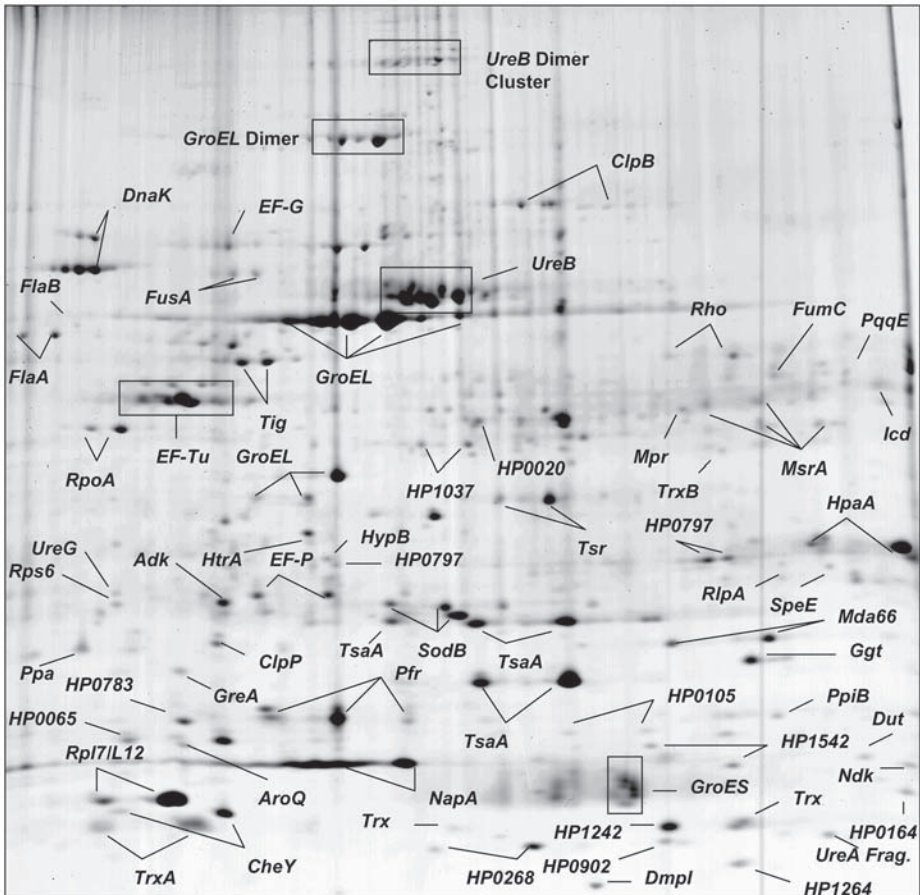 UreB Dimer
Cluster
GroEL Dimer
ClpB
DnaK
EF-G
UreB
FlaB
FusA
Rho
FumC
PqqE
FlaA
GroEL
Tig
Icd
EF-Tu
GroEL
Mpr
MsrA
RpoA
HP1037
HP0020
TrxB
HpaA
HP0797
Tsr
UreG
Adk
HtrA
EF-P
HypB
HP0797
Rps6
RlpA
SpeE
Mda66
TsaA
SodB
TsaA
Ggt
Ppa
ClpP
Pfr
HP0783
GreA
HP0105
PpiB
HP0065
TsaA
Dut
Rpl7/L12
HP1542
Ndk
AroQ
NapA
GroES
Trx
Trx
HP1242
HP0164
CheY
HP0902
UreA Frag.
TrxA
HP0268
DmpI
HP1264